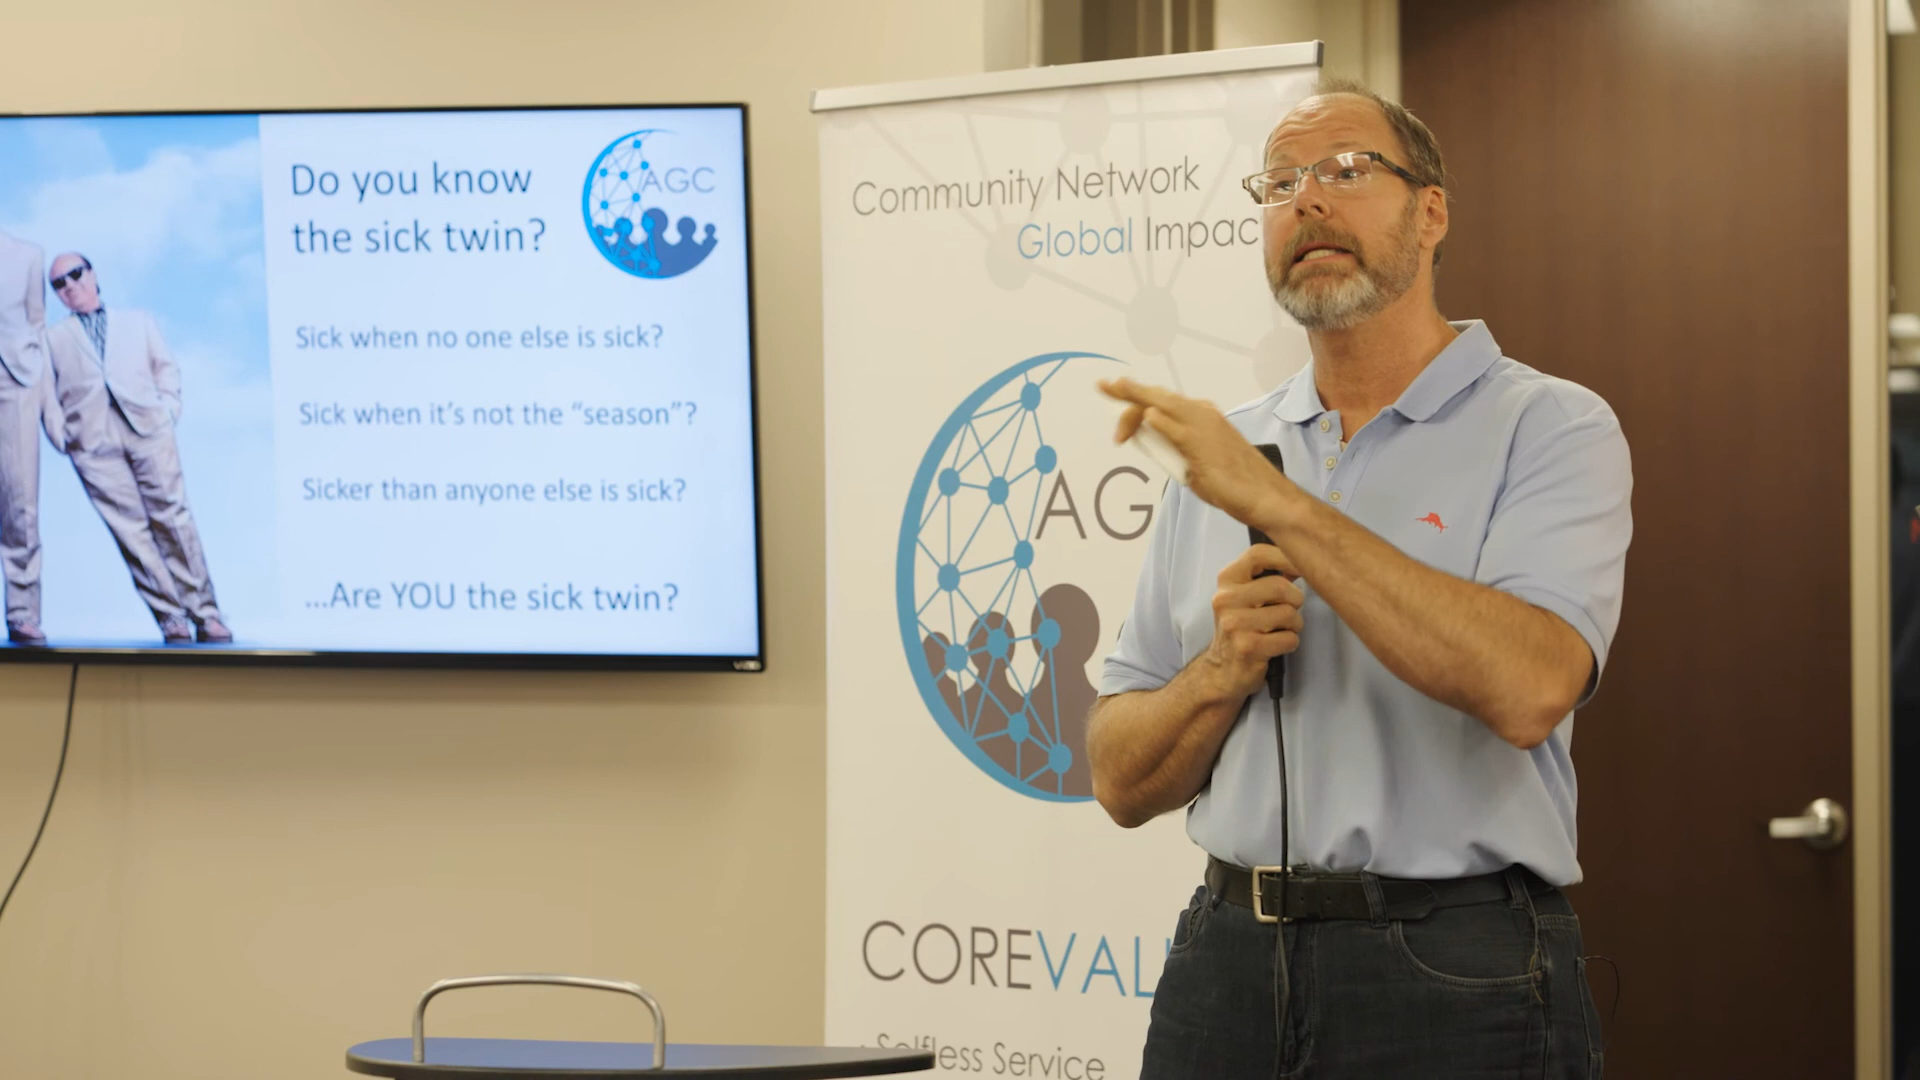 Do you know
the sick twin?
AGC
Sick when no one else is sick?
Sick when it's not the “season”?
Sicker than anyone else is sick?
...Are YOU the sick twin?
VIZIO
Community Network
Global Impac
AG
COREVAL
· Selfless Service